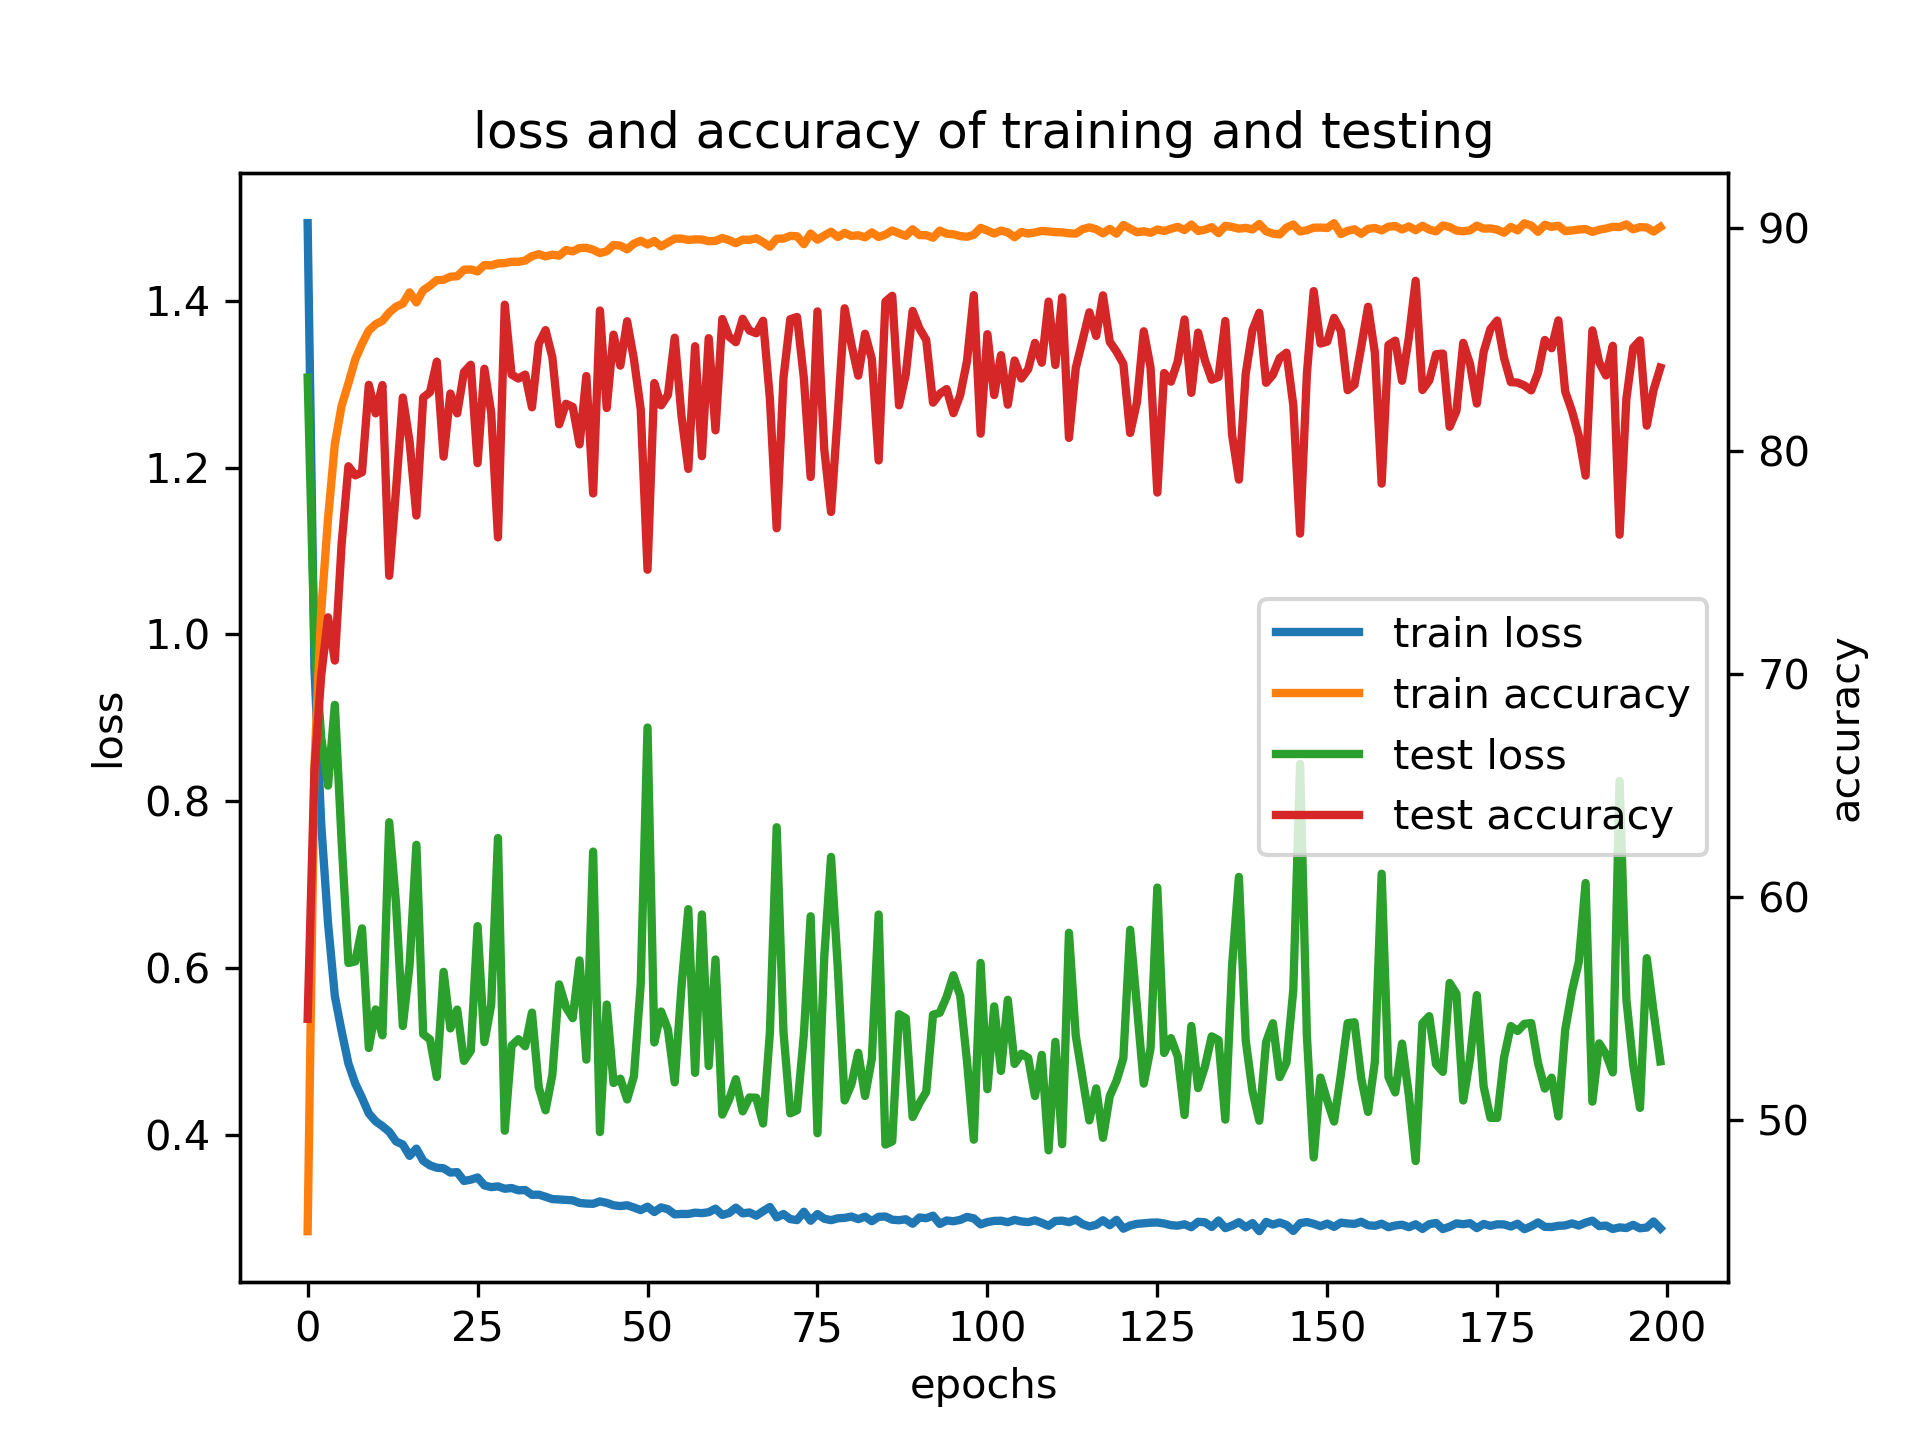 loss and accuracy of training and testing
loss
1.4
1.2
1.0
0.8
0.6
0.4
90
80
70
60
50
accuracy
train loss
train accuracy
test loss
test accuracy
0 25 50 75 100 125 150 175 200
epochs